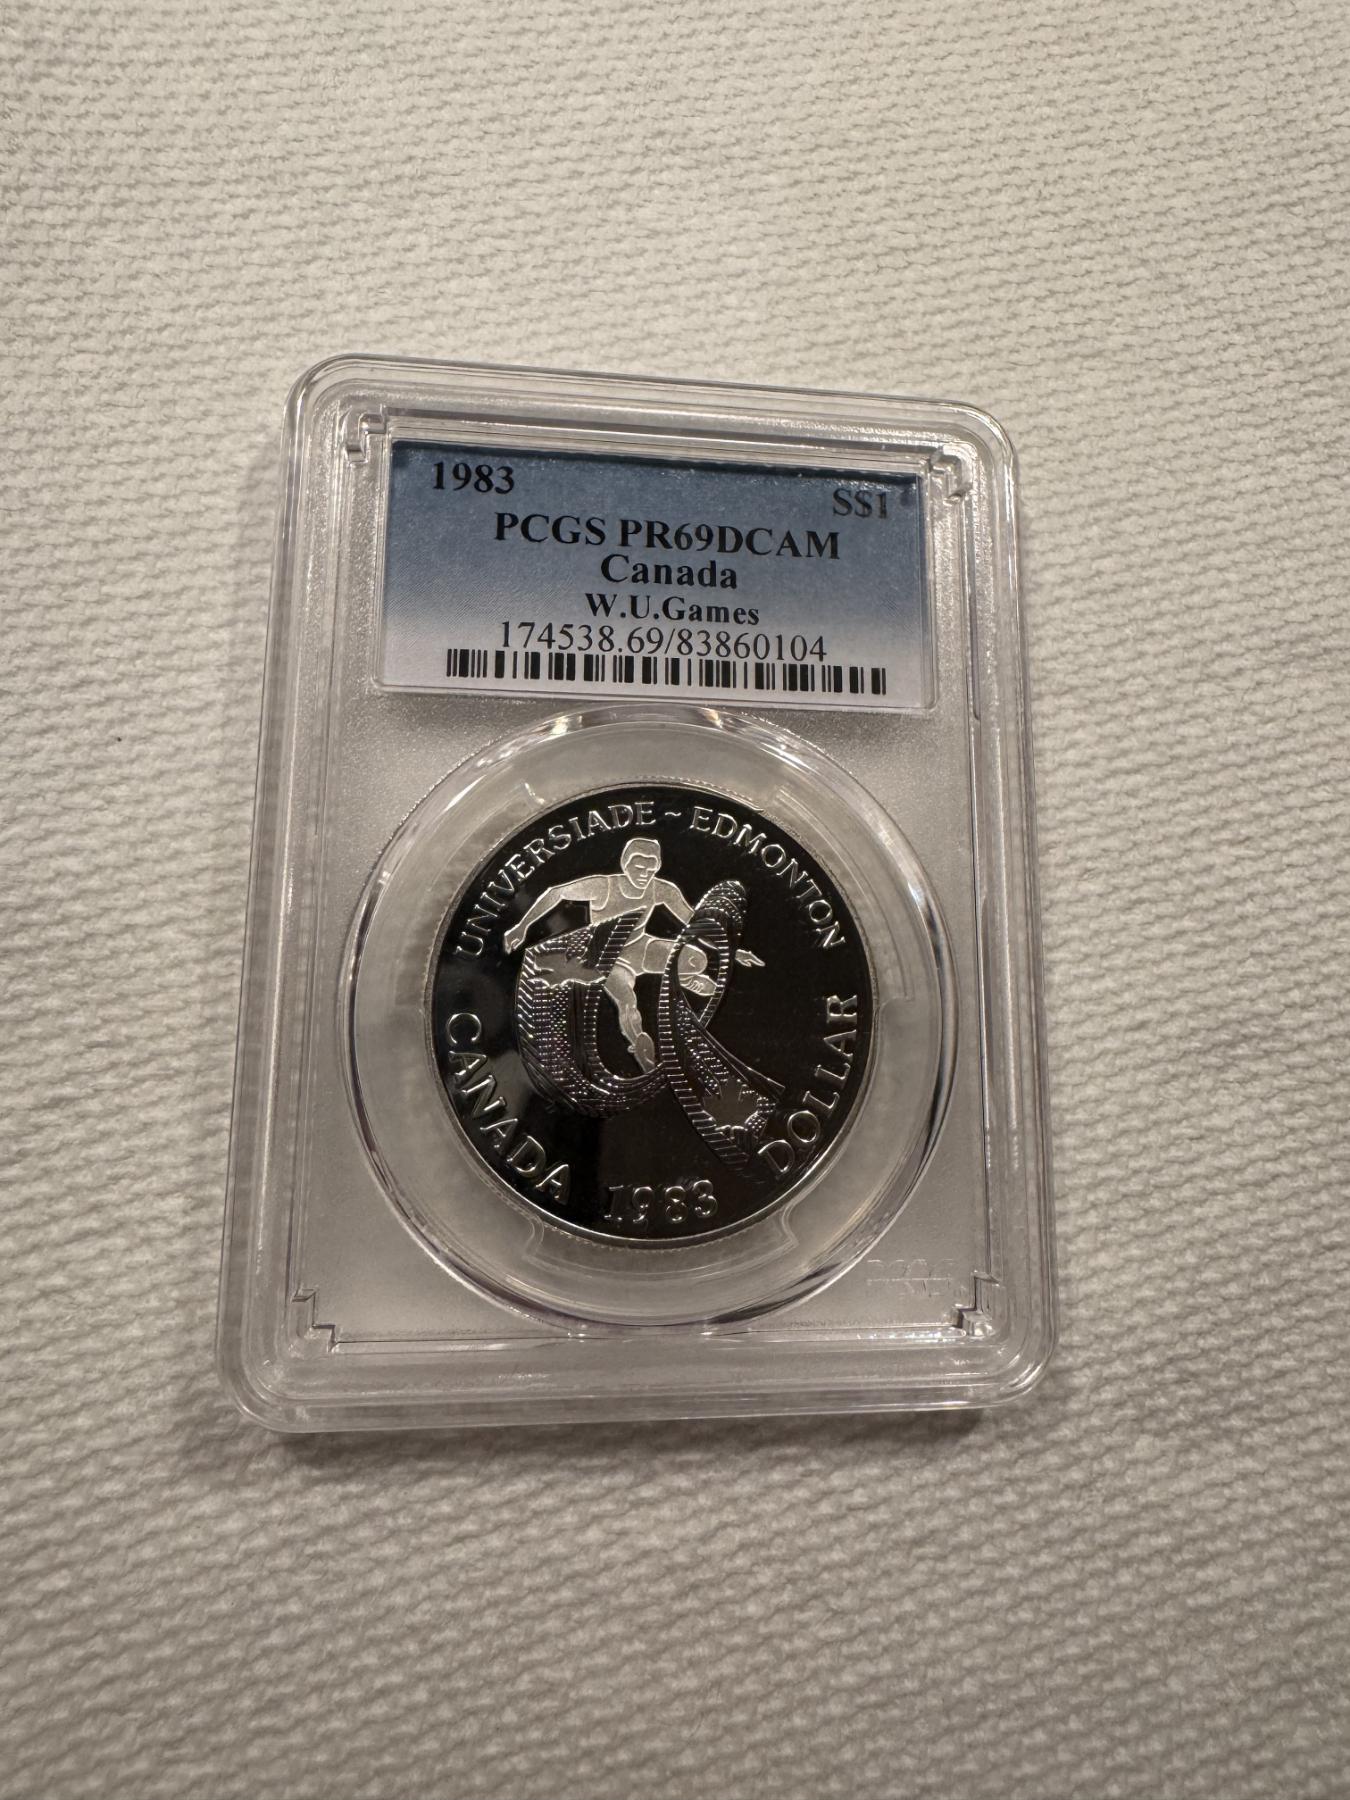 1983
S$1
PCGS PR69DCAM
Canada
W.U.Games
174538.69/83860104
UNIVERSIADE ~ EDMONTON
CANADA 1983 DOLLAR